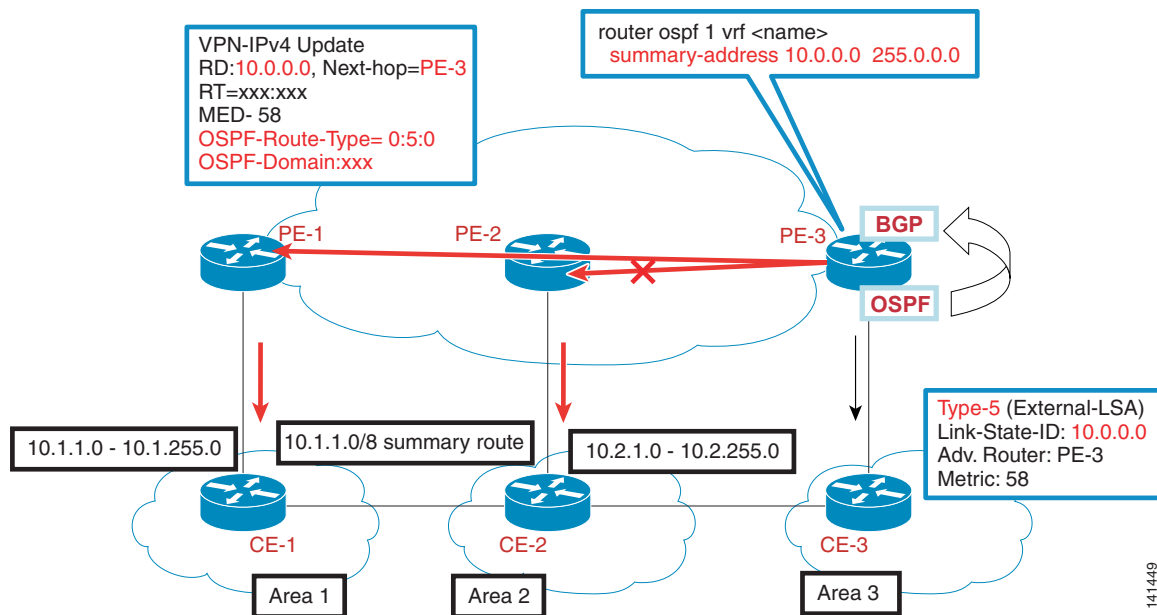 VPN-IPv4 Update
RD:10.0.0.0, Next-hop=PE-3
RT=xxx:xxx
MED- 58
OSPF-Route-Type= 0:5:0
OSPF-Domain:xxx
router ospf 1 vrf <name>
summary-address 10.0.0.0 255.0.0.0
PE-1
PE-2
PE-3
BGP
OSPF
10.1.1.0 - 10.1.255.0
10.1.1.0/8 summary route
10.2.1.0 - 10.2.255.0
Type-5 (External-LSA)
Link-State-ID: 10.0.0.0
Adv. Router: PE-3
Metric: 58
CE-1
CE-2
CE-3
Area 1
Area 2
Area 3
141449